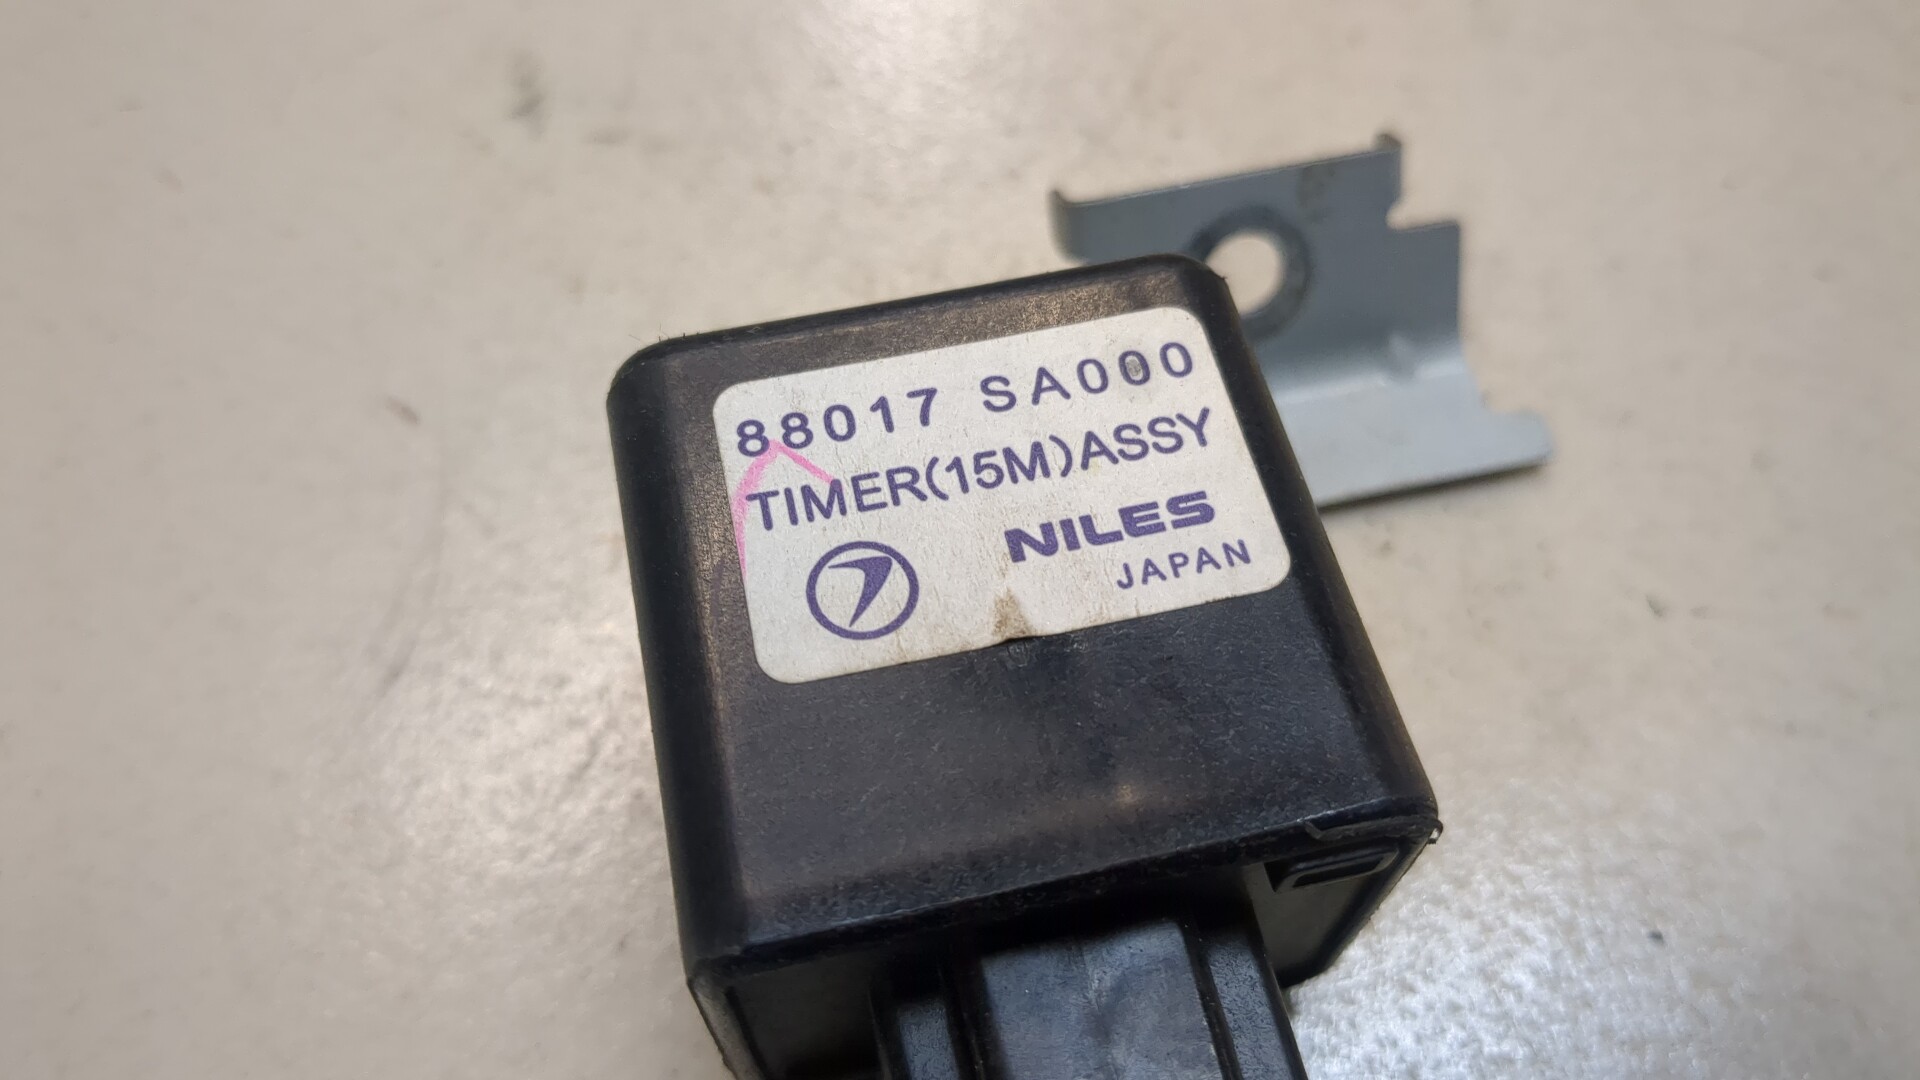 88017 SA000
TIMER(15M)ASSY
NILES
JAPAN